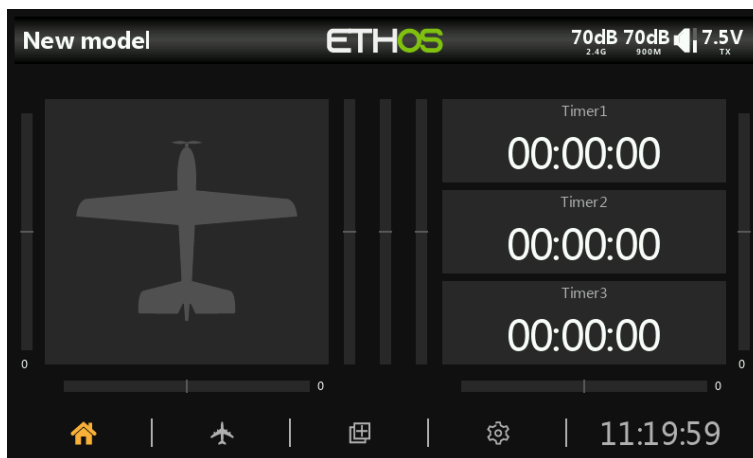 New model
ETHOS
70dB 70dB 7.5V
2.4G 900M TX
Timer1
00:00:00
Timer2
00:00:00
Timer3
00:00:00
0
0
0
0
11:19:59